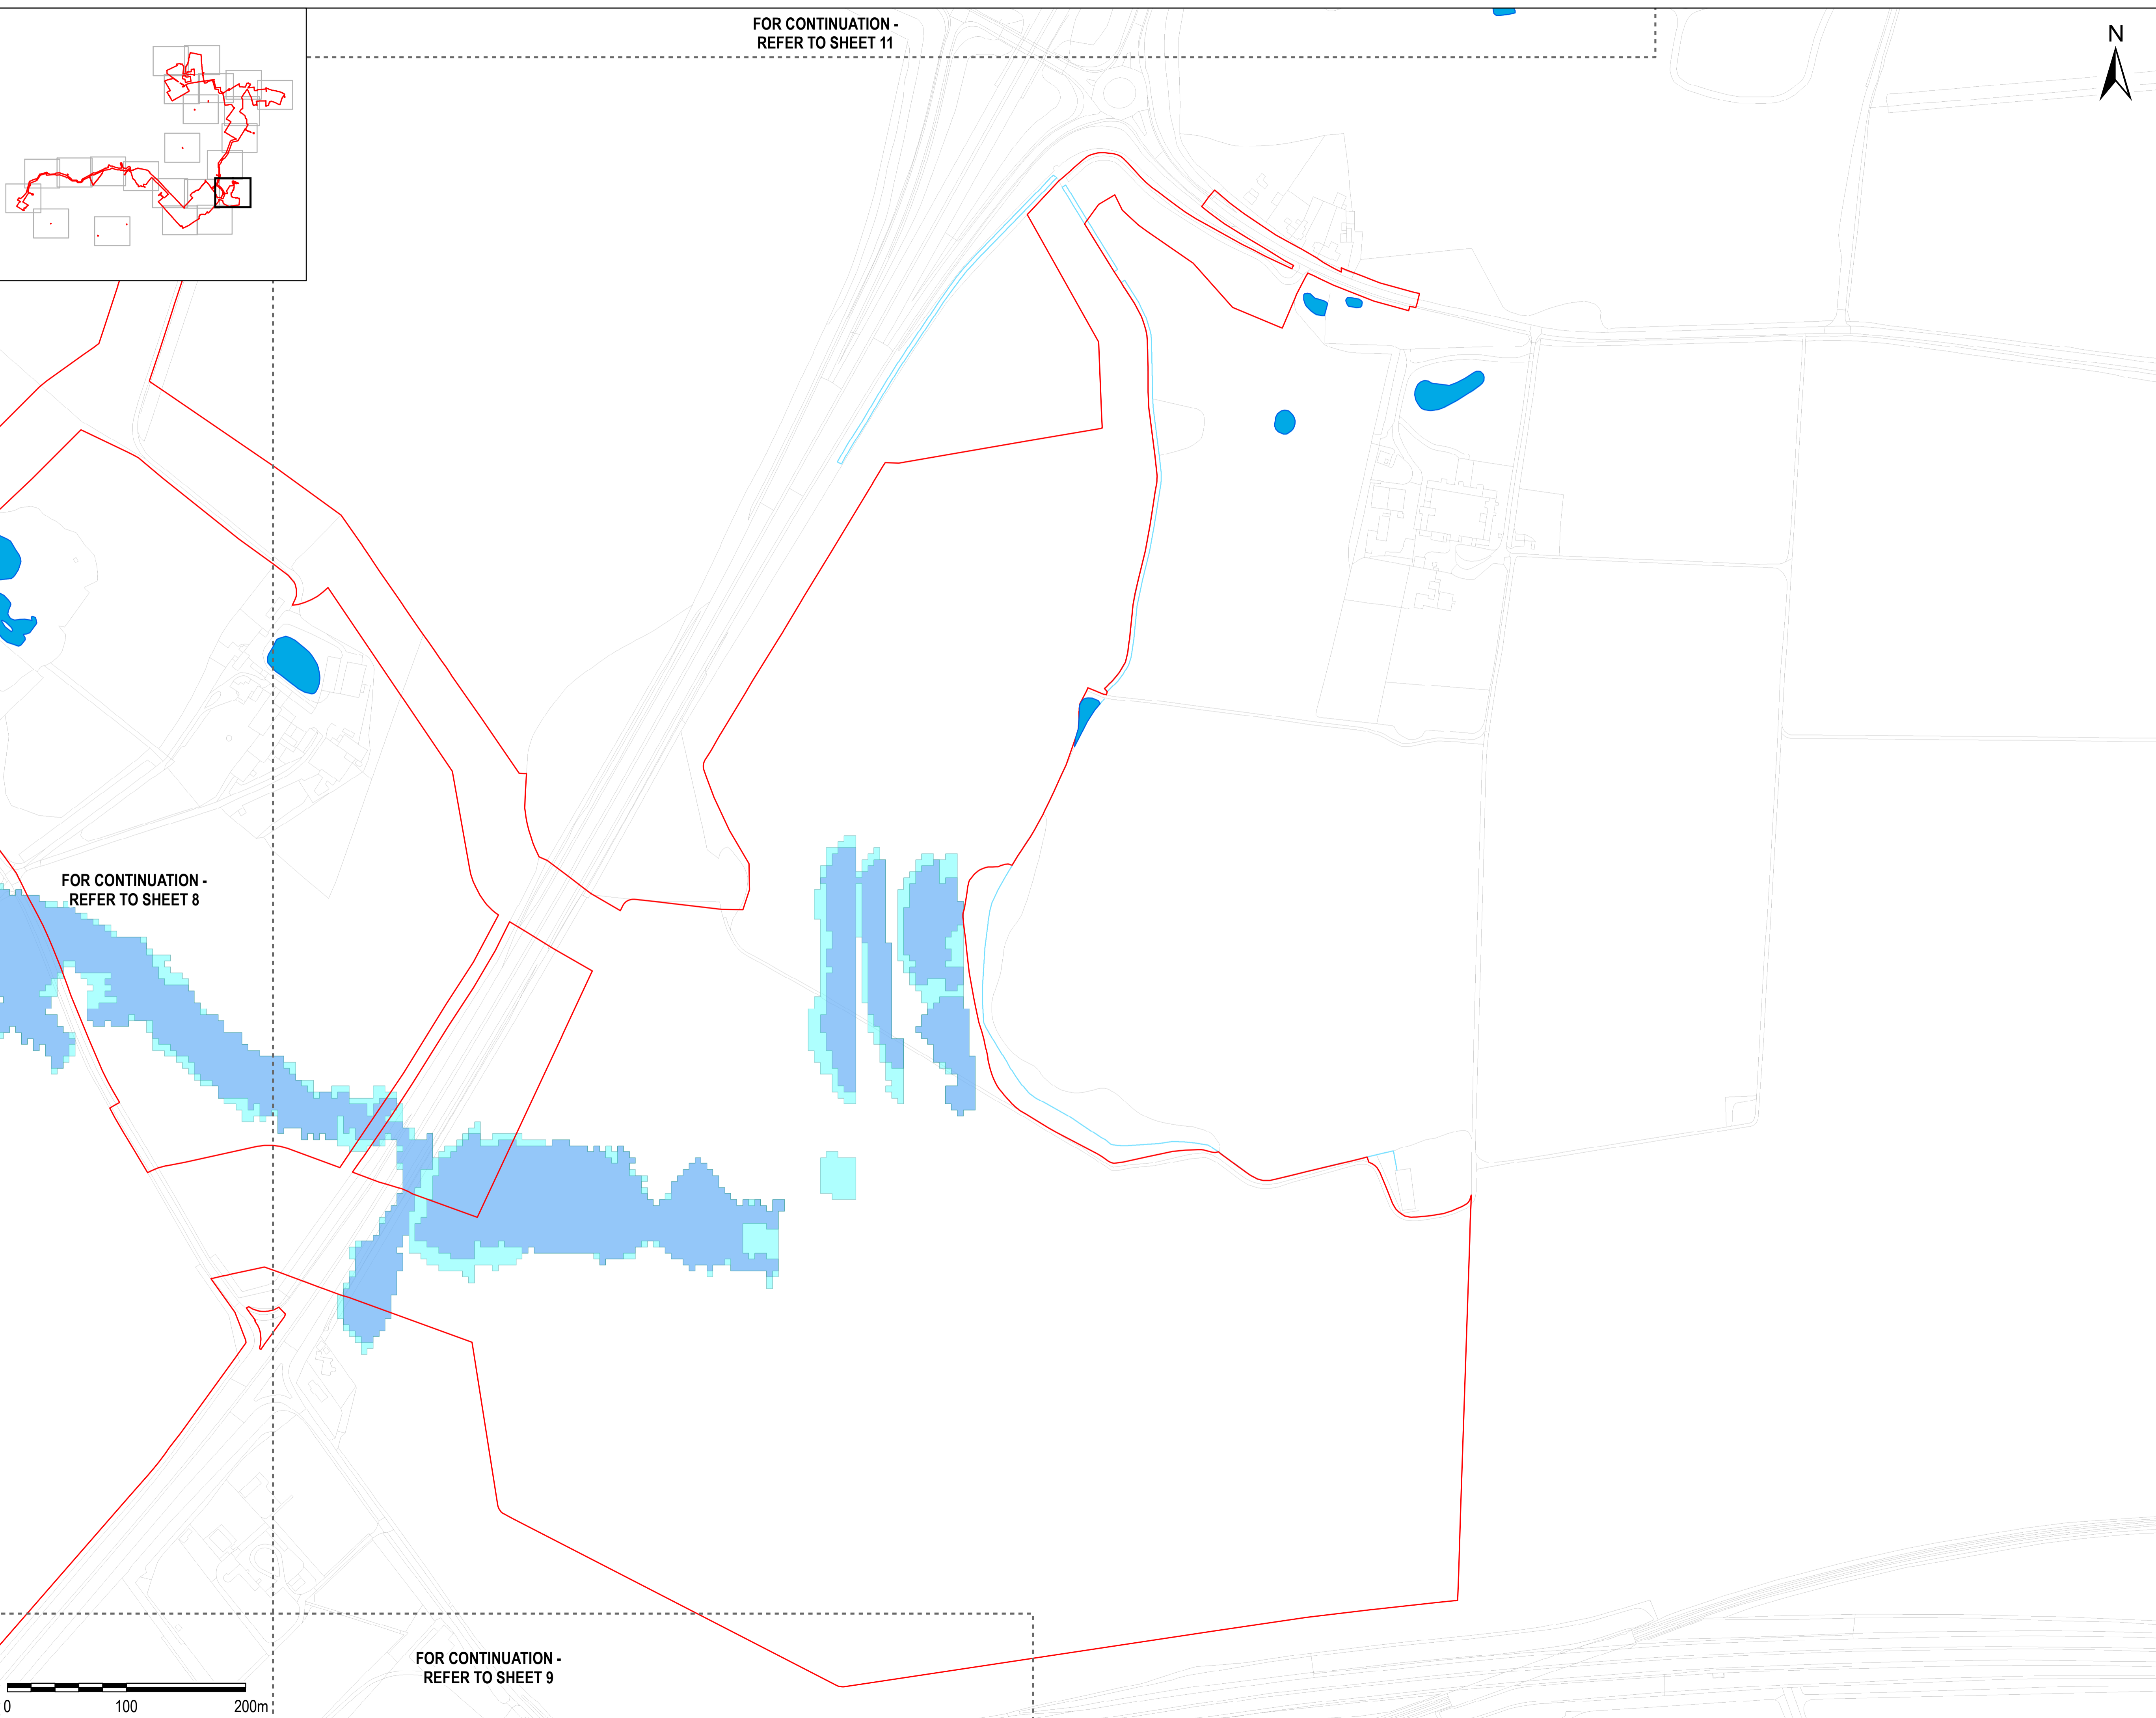 FOR CONTINUATION -
REFER TO SHEET 11
N
FOR CONTINUATION -
REFER TO SHEET 8
FOR CONTINUATION -
REFER TO SHEET 9
0 100 200m